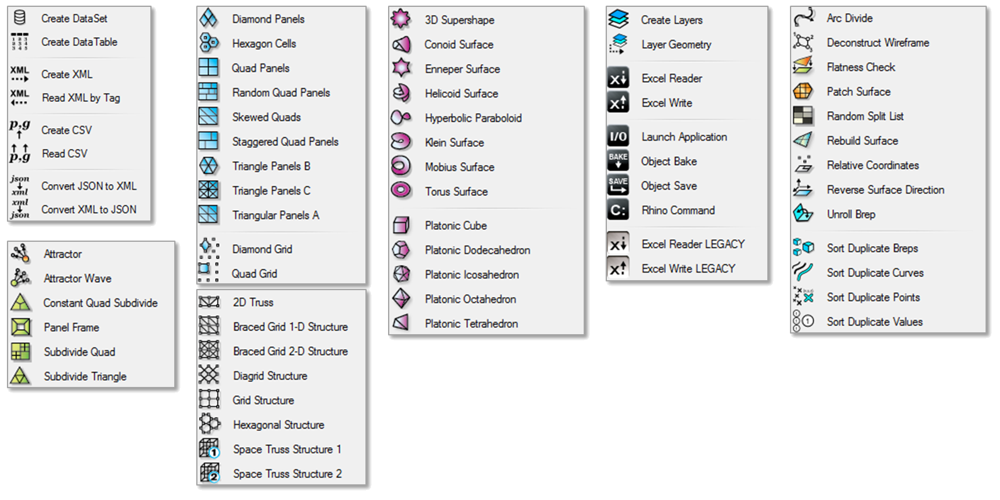 Create DataSet
Create DataTable
XML
Create XML
XML
Read XML by Tag
p,g
Create CSV
p,g
Read CSV
json
xml
Convert JSON to XML
xml
json
Convert XML to JSON
Attractor
Attractor Wave
Constant Quad Subdivide
Panel Frame
Subdivide Quad
Subdivide Triangle
Diamond Panels
Hexagon Cells
Quad Panels
Random Quad Panels
Skewed Quads
Staggered Quad Panels
Triangle Panels B
Triangle Panels C
Triangular Panels A
Diamond Grid
Quad Grid
2D Truss
Braced Grid 1-D Structure
Braced Grid 2-D Structure
Diagrid Structure
Grid Structure
Hexagonal Structure
1
Space Truss Structure 1
2
Space Truss Structure 2
3D Supershape
Conoid Surface
Enneper Surface
Helicoid Surface
Hyperbolic Paraboloid
Klein Surface
Mobius Surface
Torus Surface
Platonic Cube
Platonic Dodecahedron
Platonic Icosahedron
Platonic Octahedron
Platonic Tetrahedron
Create Layers
Layer Geometry
X
Excel Reader
X
Excel Write
I/O
Launch Application
BAKE
Object Bake
SAVE
Object Save
C:
Rhino Command
X
Excel Reader LEGACY
X
Excel Write LEGACY
Arc Divide
Deconstruct Wireframe
Flatness Check
Patch Surface
Random Split List
Rebuild Surface
Relative Coordinates
Reverse Surface Direction
Unroll Brep
Sort Duplicate Breps
Sort Duplicate Curves
Sort Duplicate Points
1
Sort Duplicate Values